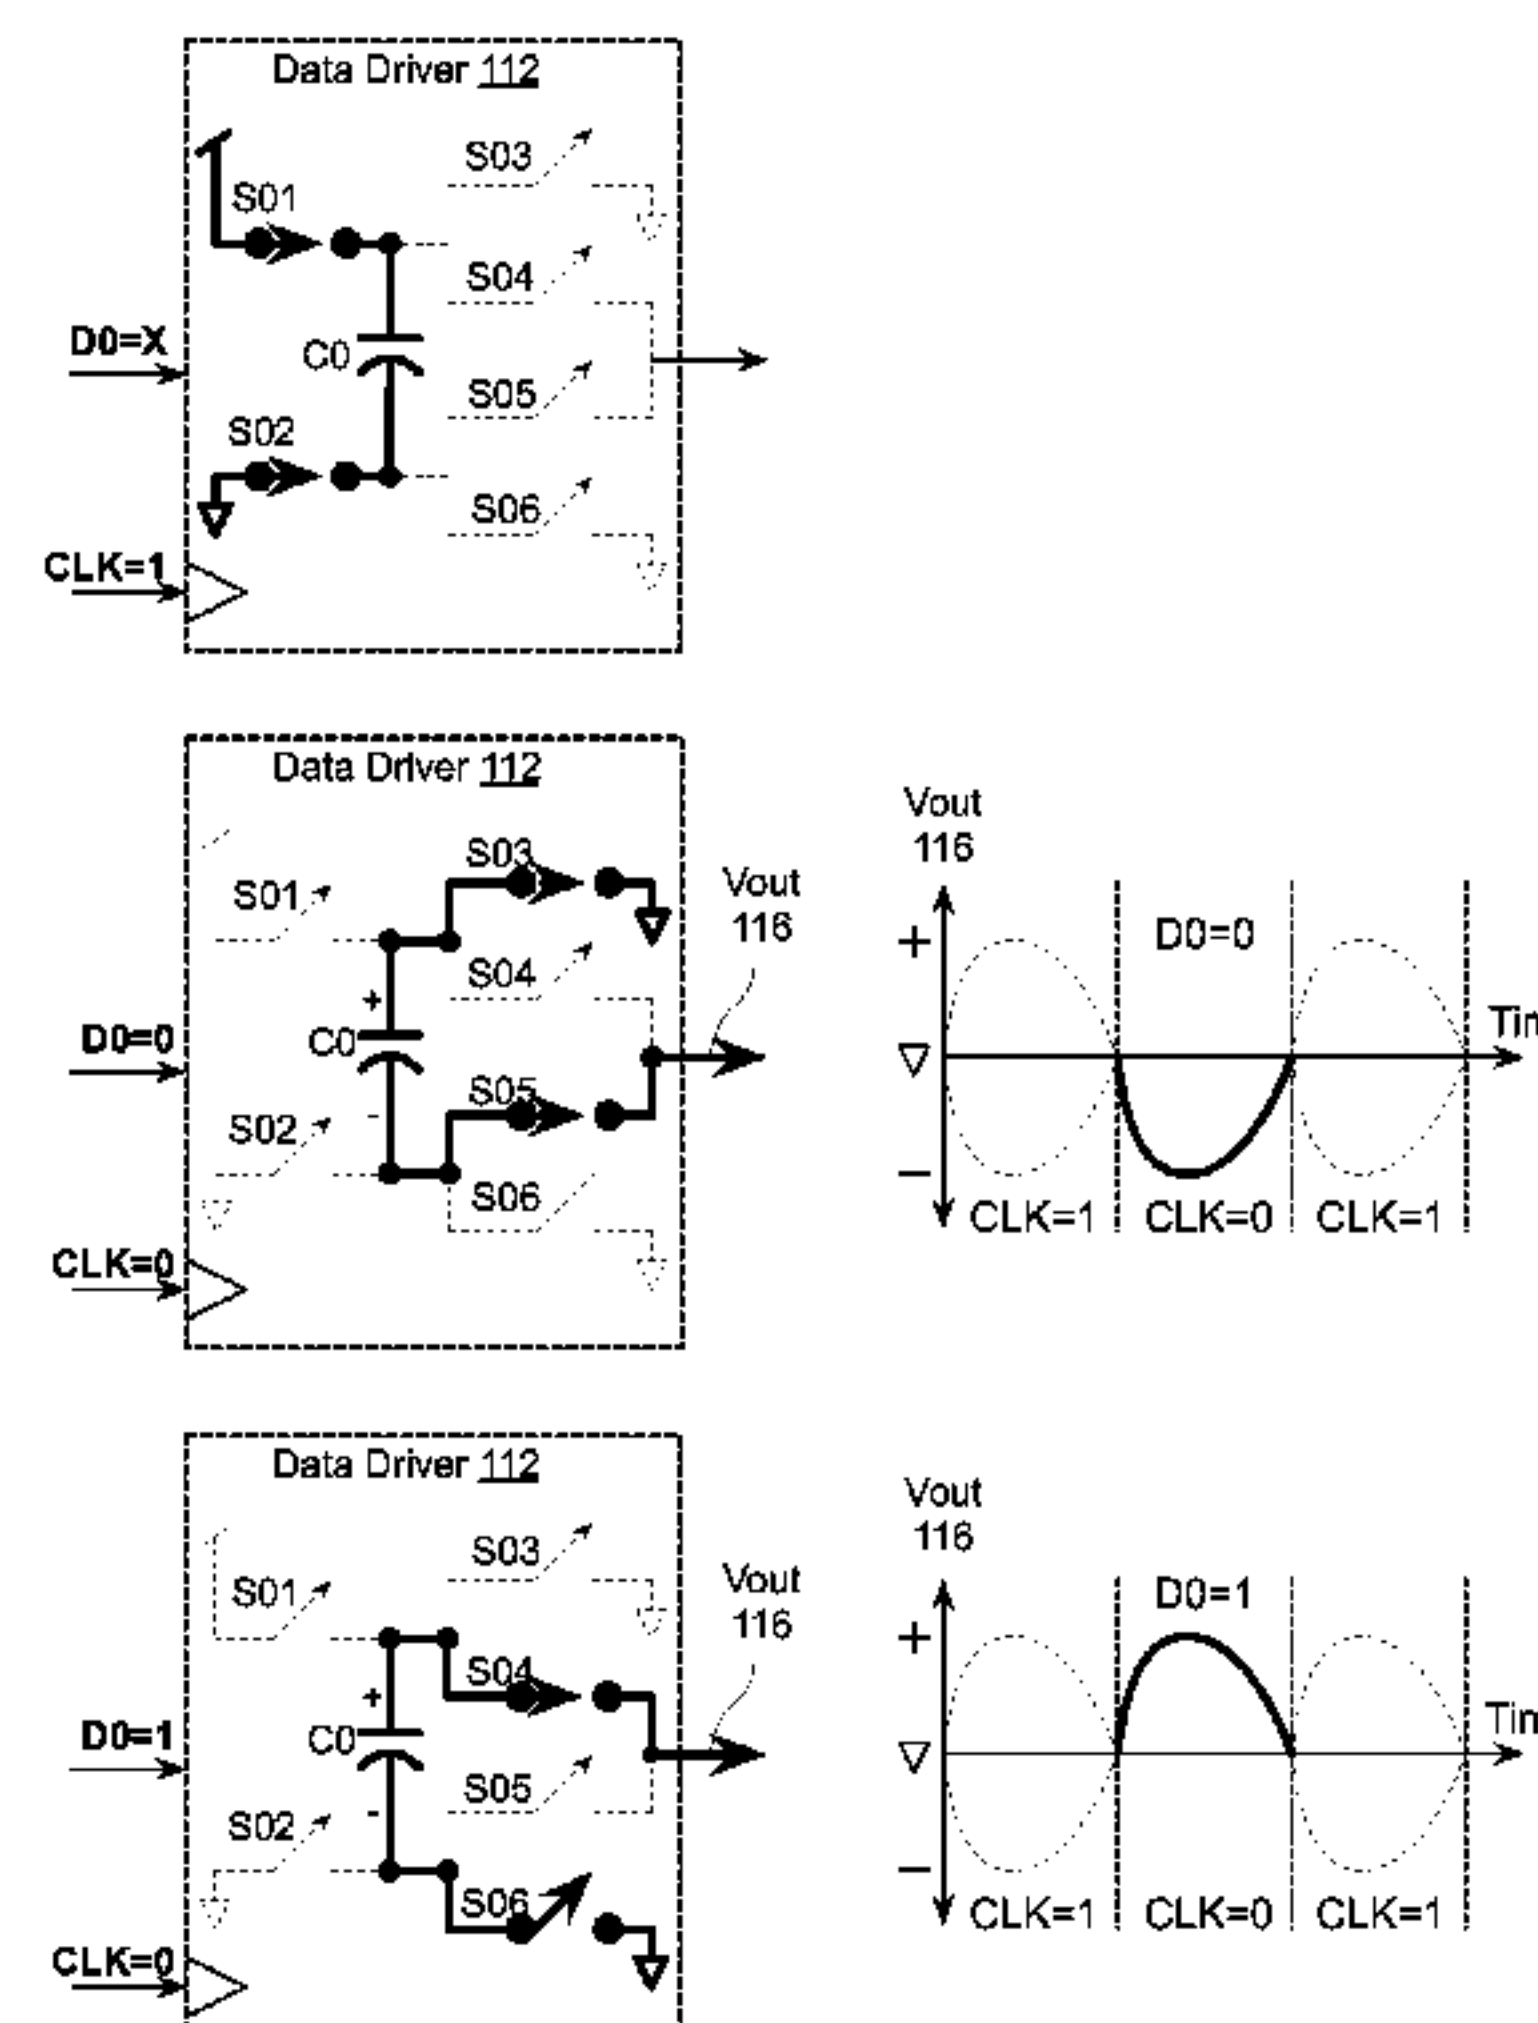 Data Driver 112
S03
S01
S04
D0=X
C0
S05
S02
S06
CLK=1
Data Driver 112
Vout
116
S03
Vout
116
S01
D0=0
+
S04
+
Tin
D0=0
C0
S05
-
S02
−
S06
CLK=1 CLK=0 CLK=1
CLK=0
Data Driver 112
Vout
116
S03
Vout
116
S01
D0=1
+
S04
+
Tin
D0=1
C0
S05
-
S02
−
S06
CLK=1 CLK=0 CLK=1
CLK=0